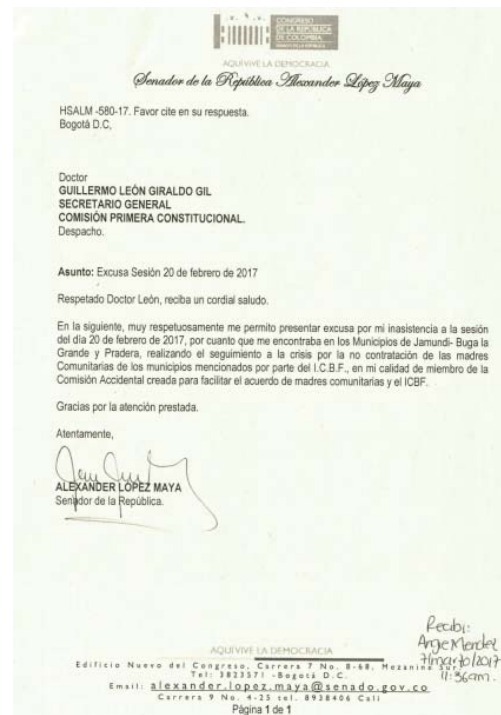 CONGRESO
DE LA REPÚBLICA
DE COLOMBIA
AQUIVIVE LA DEMOCRACIA
Senador de la República Alexander López Maya
HSALM -580-17. Favor cite en su respuesta.
Bogotá D.C,
Doctor
GUILLERMO LEÓN GIRALDO GIL
SECRETARIO GENERAL
COMISIÓN PRIMERA CONSTITUCIONAL.
Despacho.
Asunto: Excusa Sesión 20 de febrero de 2017
Respetado Doctor León, reciba un cordial saludo.
En la siguiente, muy respetuosamente me permito presentar excusa por mi inasistencia a la sesión
del día 20 de febrero de 2017, por cuanto que me encontraba en los Municipios de Jamundi- Buga la
Grande y Pradera, realizando el seguimiento a la crisis por la no contratación de las madres
Comunitarias de los municipios mencionados por parte del I.C.B.F., en mi calidad de miembro de la
Comisión Accidental creada para facilitar el acuerdo de madres comunitarias y el ICBF.
Gracias por la atención prestada.
Atentamente,
ALEXANDER LÓPEZ MAYA
Senador de la República.
Recibi:
Angie Mendez
7/marzo/2017
11:36am.
AQUIVIVE LA DEMOCRACIA
Edificio Nuevo del Congreso, Carrera 7 No. 8-68, Mezanine Sur
Tel: 3823571 -Bogotá D.C.
Email: alexander.lopez.maya@senado.gov.co
Carrera 9 No. 4-25 tel. 8938406 Cali
Página 1 de 1